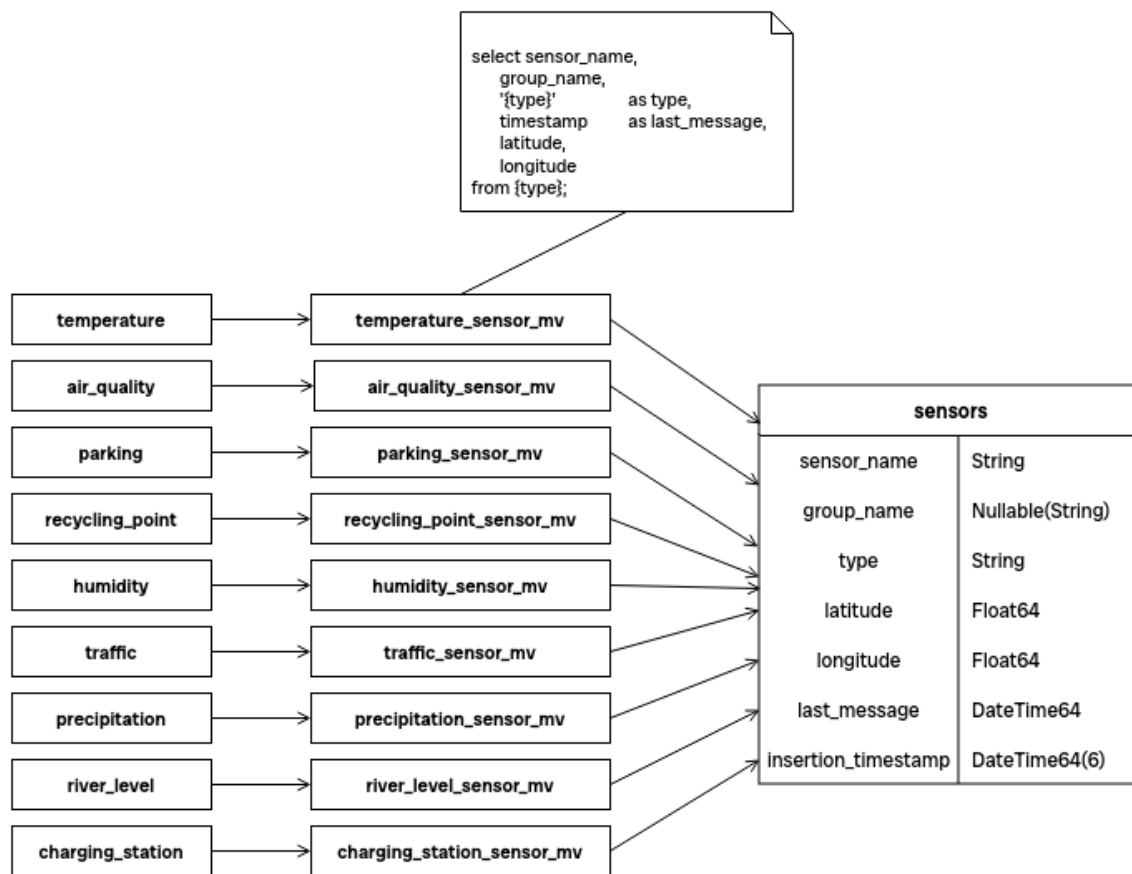 select sensor_name,
group_name,
'{type}' as type,
timestamp as last_message,
latitude,
longitude
from {type};
temperature temperature_sensor_mv
air_quality air_quality_sensor_mv
parking parking_sensor_mv
recycling_point recycling_point_sensor_mv
humidity humidity_sensor_mv
traffic traffic_sensor_mv
precipitation precipitation_sensor_mv
river_level river_level_sensor_mv
charging_station charging_station_sensor_mv
sensors
sensor_name String
group_name Nullable(String)
type String
latitude Float64
longitude Float64
last_message DateTime64
insertion_timestamp DateTime64(6)